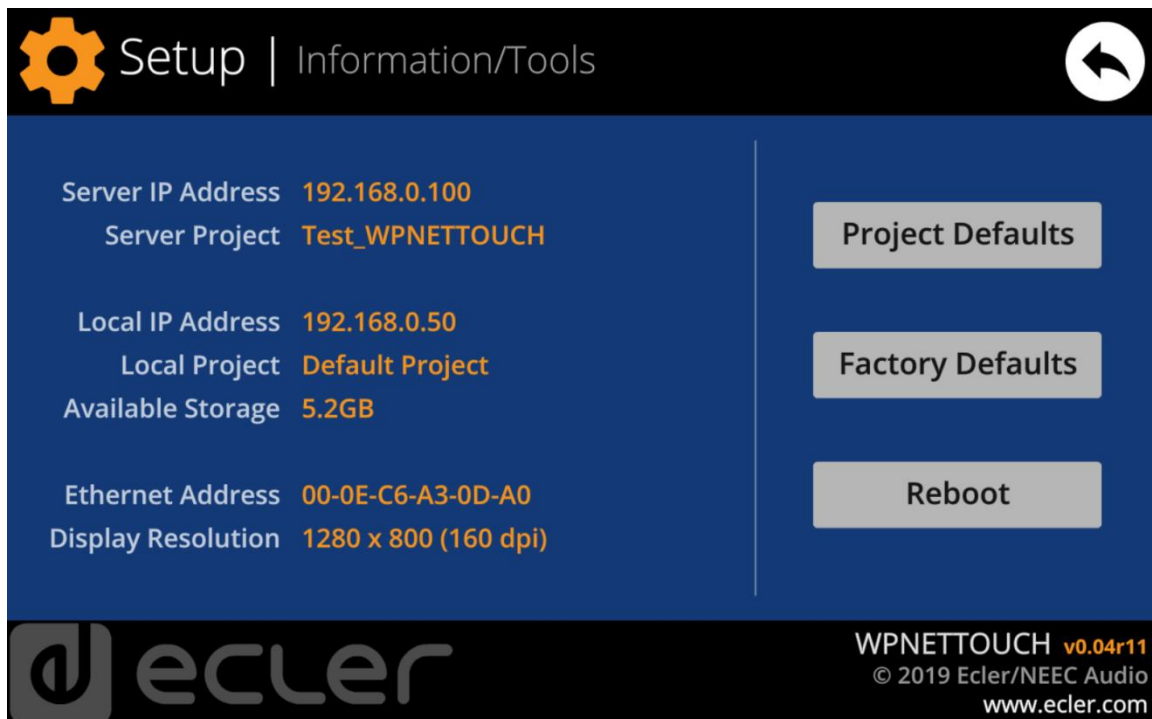 Setup | Information/Tools
Server IP Address 192.168.0.100
Server Project Test_WPNETTOUCH
Local IP Address 192.168.0.50
Local Project Default Project
Available Storage 5.2GB
Ethernet Address 00-0E-C6-A3-0D-A0
Display Resolution 1280 x 800 (160 dpi)
Project Defaults
Factory Defaults
Reboot
ecler
WPNETTOUCH v0.04r11
© 2019 Ecler/NEEC Audio
www.ecler.com